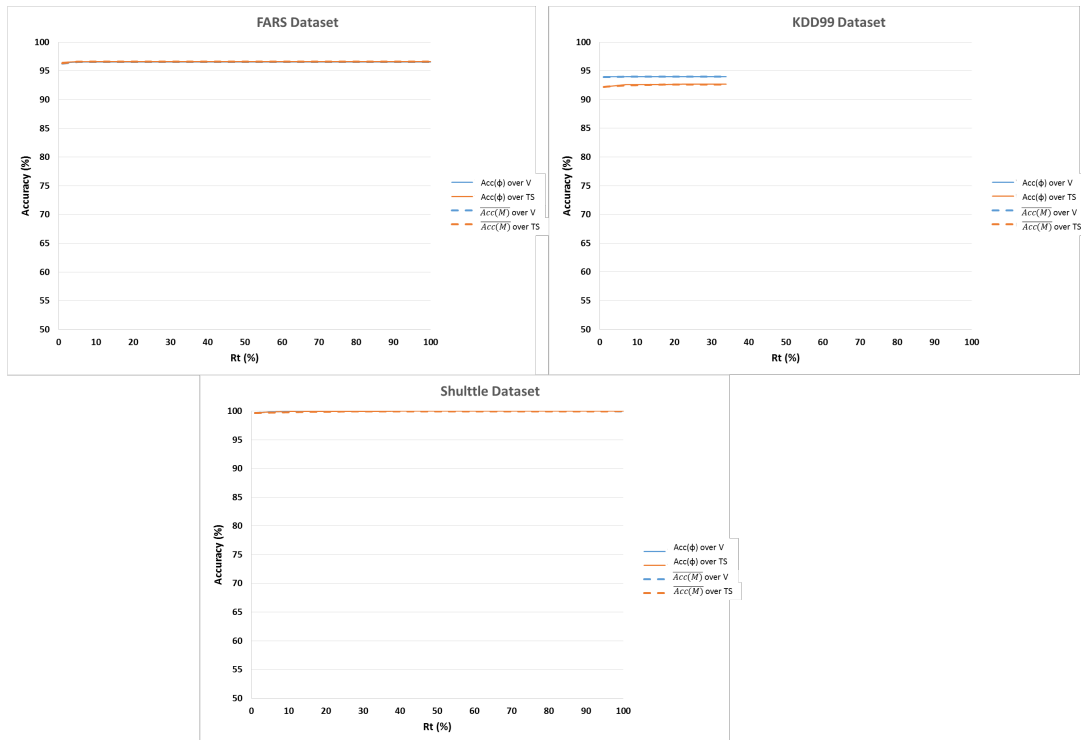 FARS Dataset
100
95
90
85
80
75
70
65
60
55
50
Accuracy (%)
0 10 20 30 40 50 60 70 80 90 100
Rt (%)
Acc(ϕ) over V
Acc(ϕ) over TS
Acc(M) over V
Acc(M) over TS
KDD99 Dataset
100
95
90
85
80
75
70
65
60
55
50
Accuracy (%)
0 10 20 30 40 50 60 70 80 90 100
Rt (%)
Acc(ϕ) over V
Acc(ϕ) over TS
Acc(M) over V
Acc(M) over TS
Shulttle Dataset
100
95
90
85
80
75
70
65
60
55
50
Accuracy (%)
0 10 20 30 40 50 60 70 80 90 100
Rt (%)
Acc(ϕ) over V
Acc(ϕ) over TS
Acc(M) over V
Acc(M) over TS